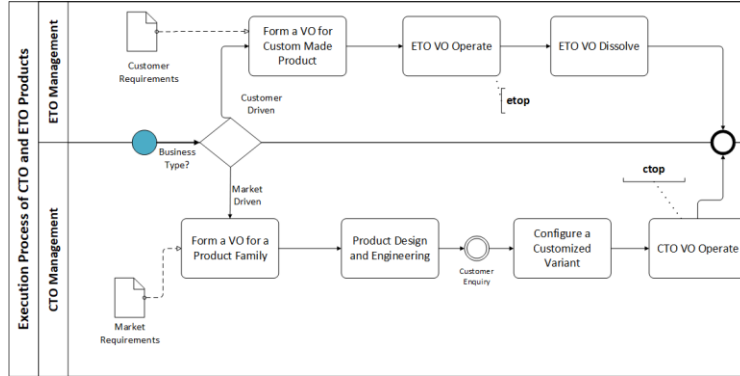 Execution Process of CTO and ETO Products
ETO Management
CTO Management
Customer
Requirements
Form a VO for
Custom Made
Product
ETO VO Operate
ETO VO Dissolve
etop
Customer
Driven
Business
Type?
Market
Driven
ctop
Form a VO for a
Product Family
Product Design
and Engineering
Customer
Enquiry
Configure a
Customized
Variant
CTO VO Operate
Market
Requirements